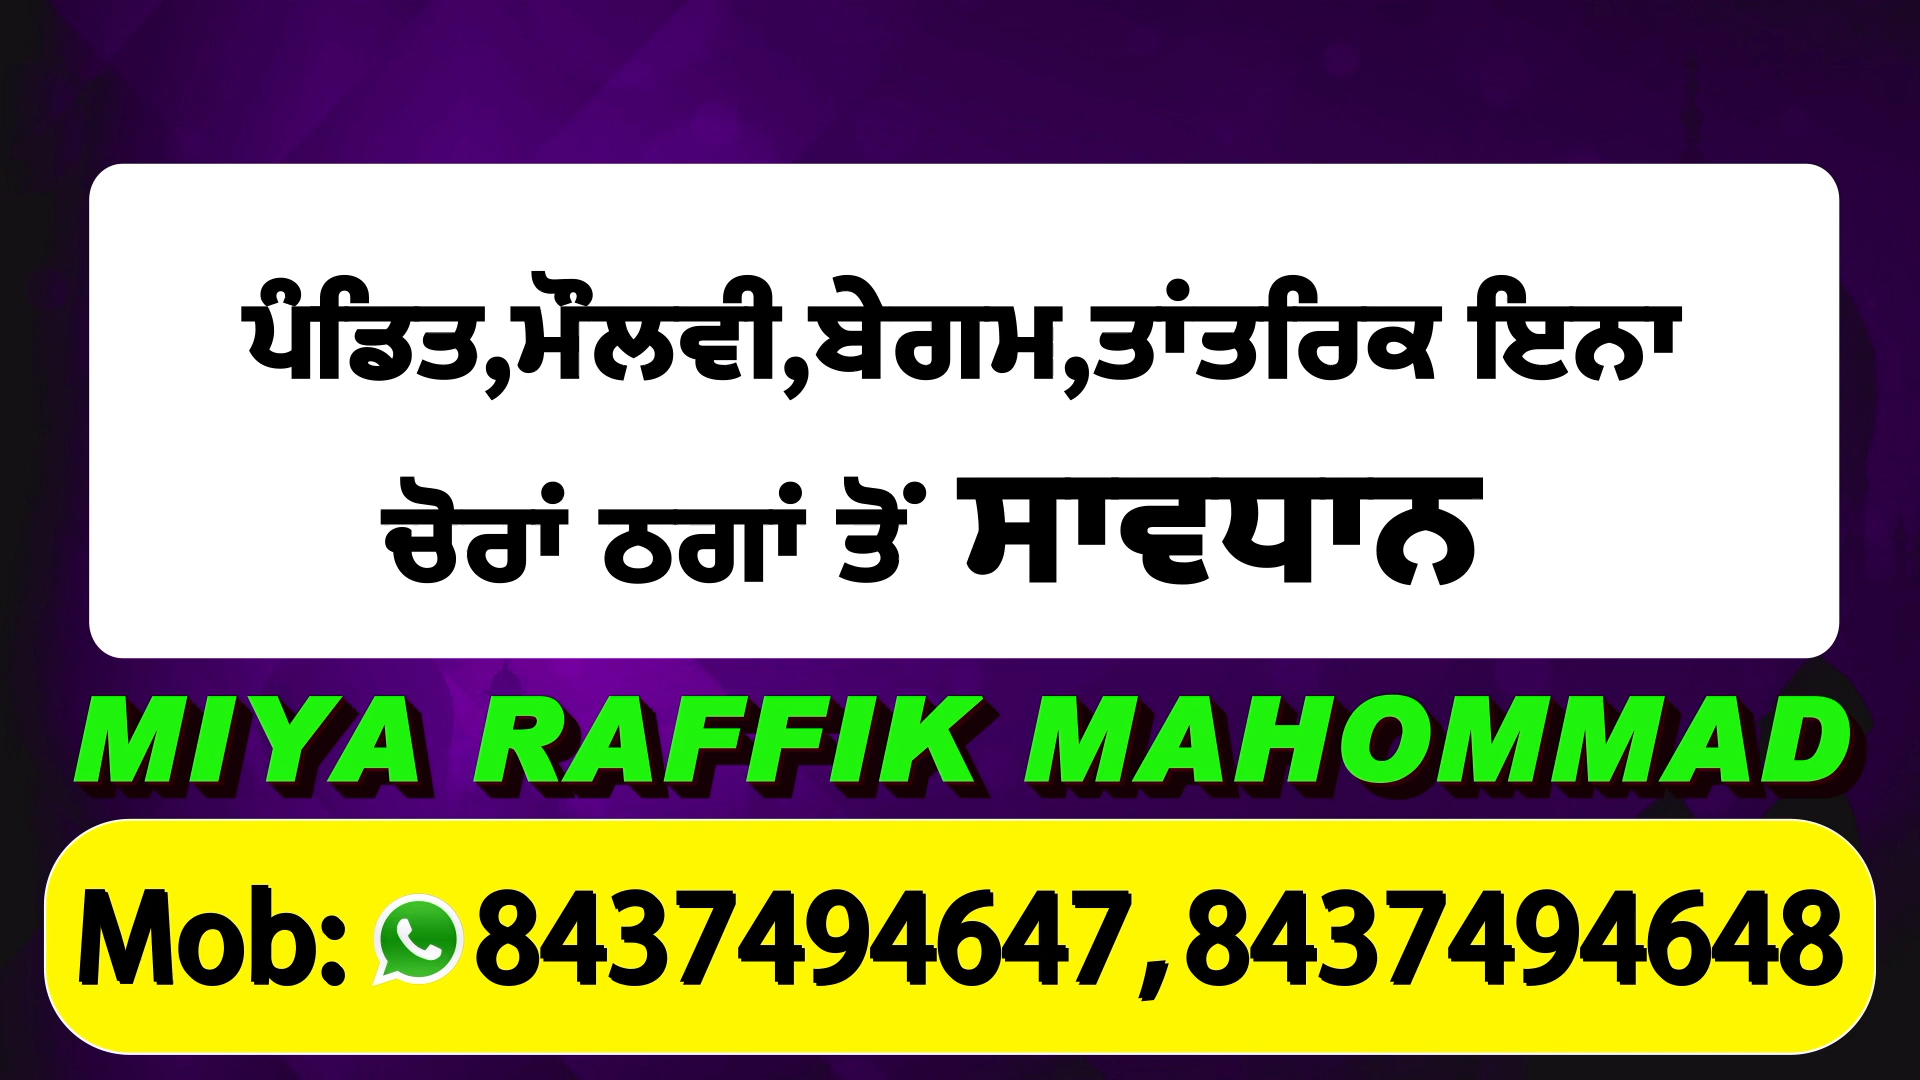 ਪੰਡਿਤ,ਮੌਲਵੀ,ਬੇਗਮ,ਤਾਂਤਰਿਕ ਇਨਾ
ਚੋਰਾਂ ਠਗਾਂ ਤੋਂ ਸਾਵਧਾਨ
MIYA RAFFIK MAHOMMAD
Mob: 8437494647,8437494648